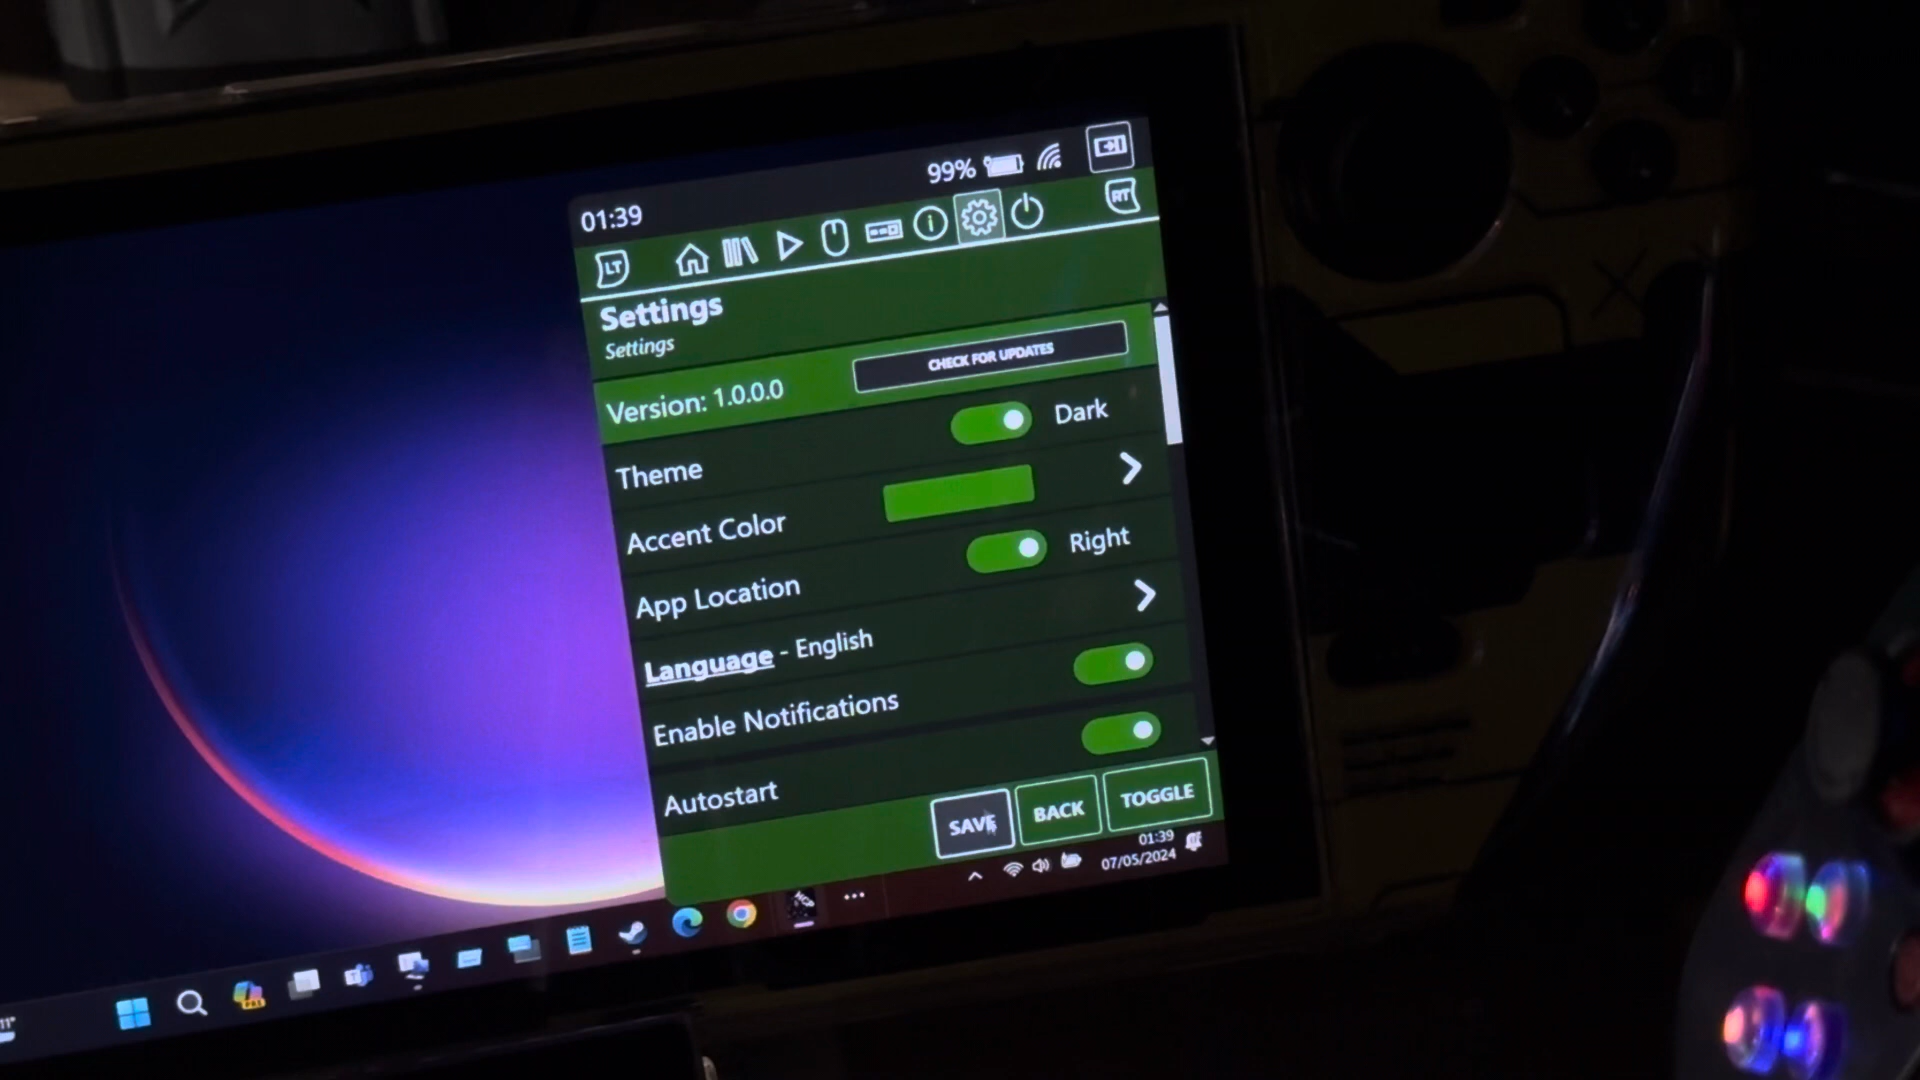 99%
01:39
LT
RT
Settings
Settings
Version: 1.0.0.0
CHECK FOR UPDATES
Theme
Dark
Accent Color
App Location
Right
Language - English
Enable Notifications
Autostart
SAVE
BACK
TOGGLE
01:39
07/05/2024
11°